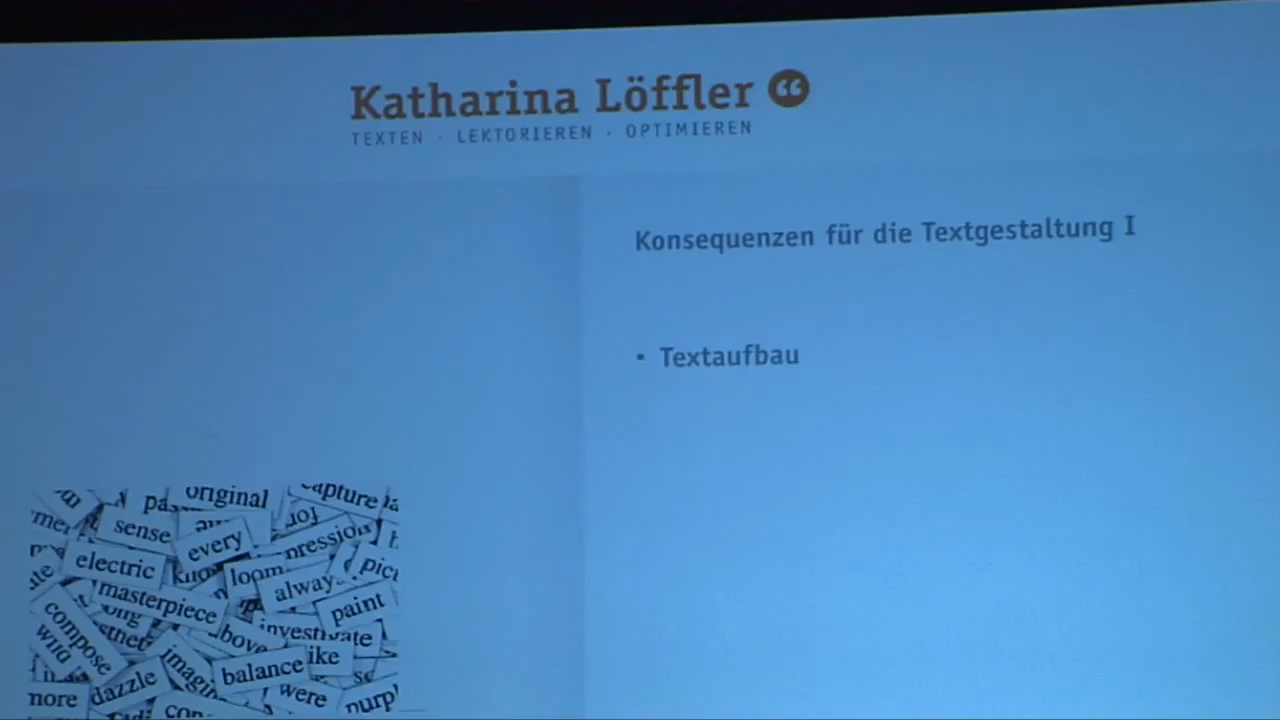 Katharina Löffler
TEXTEN · LEKTORIEREN · OPTIMIEREN
Konsequenzen für die Textgestaltung I
• Textaufbau
original
sense
every
electric
loom
masterpiece
paint
compose
balance
dazzle
more
were